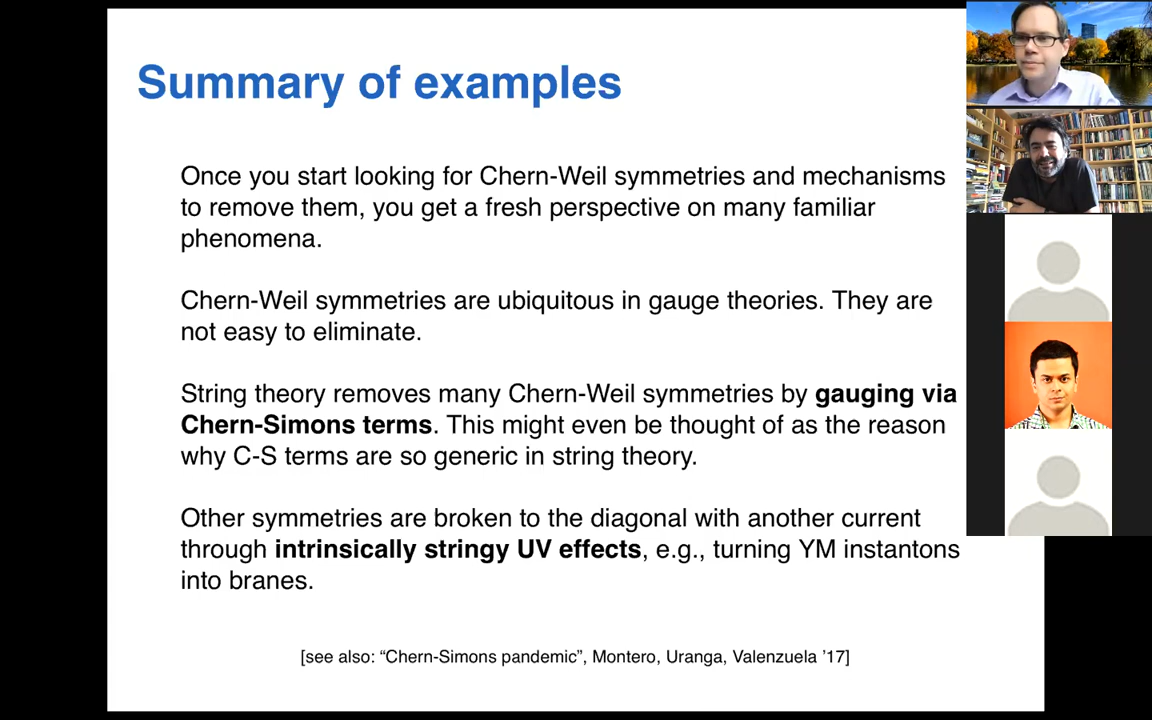 Summary of examples
Once you start looking for Chern-Weil symmetries and mechanisms
to remove them, you get a fresh perspective on many familiar
phenomena.
Chern-Weil symmetries are ubiquitous in gauge theories. They are
not easy to eliminate.
String theory removes many Chern-Weil symmetries by gauging via
Chern-Simons terms. This might even be thought of as the reason
why C-S terms are so generic in string theory.
Other symmetries are broken to the diagonal with another current
through intrinsically stringy UV effects, e.g., turning YM instantons
into branes.
[see also: “Chern-Simons pandemic”, Montero, Uranga, Valenzuela ’17]